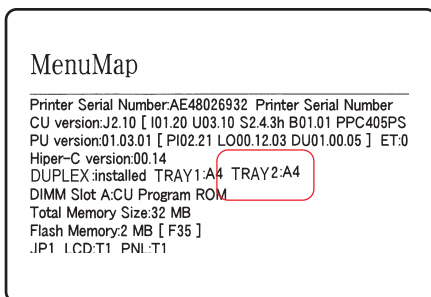 MenuMap
Printer Serial Number:AE48026932 Printer Serial Number
CU version:J2.10 [ I01.20 U03.10 S2.4.3h B01.01 PPC405PS
PU version:01.03.01 [ PI02.21 LO00.12.03 DU01.00.05 ] ET:0
Hiper-C version:00.14
DUPLEX:installed TRAY1:A4 TRAY2:A4
DIMM Slot A:CU Program ROM
Total Memory Size:32 MB
Flash Memory:2 MB [ F35 ]
JP1 LCD:T1 PNL:T1